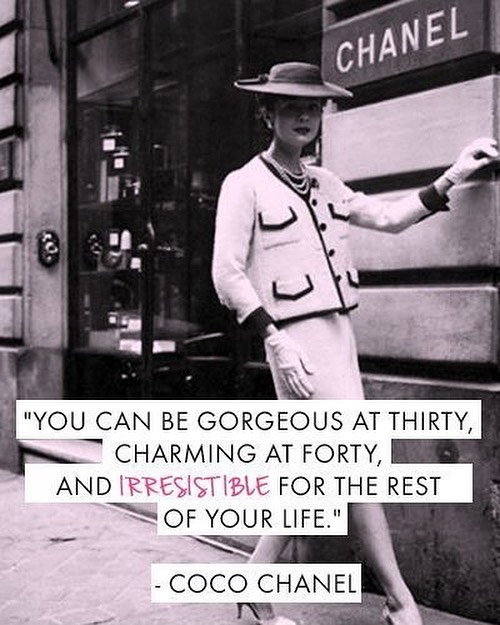 CHANEL
"YOU CAN BE GORGEOUS AT THIRTY,
CHARMING AT FORTY,
AND IRRESISTIBLE FOR THE REST
OF YOUR LIFE."
- COCO CHANEL